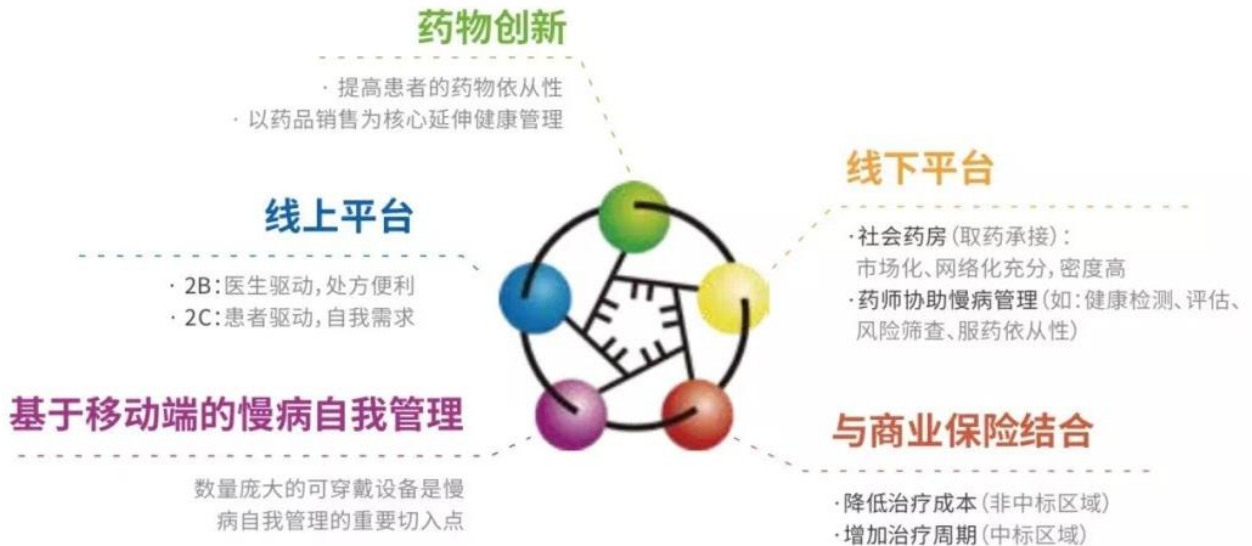 药物创新
· 提高患者的药物依从性
· 以药品销售为核心延伸健康管理
线上平台
· 2B:医生驱动,处方便利
· 2C:患者驱动,自我需求
基于移动端的慢病自我管理
数量庞大的可穿戴设备是慢
病自我管理的重要切入点
线下平台
·社会药房(取药承接):
市场化、网络化充分,密度高
·药师协助慢病管理(如:健康检测、评估、
风险筛查、服药依从性)
与商业保险结合
·降低治疗成本(非中标区域)
·增加治疗周期(中标区域)